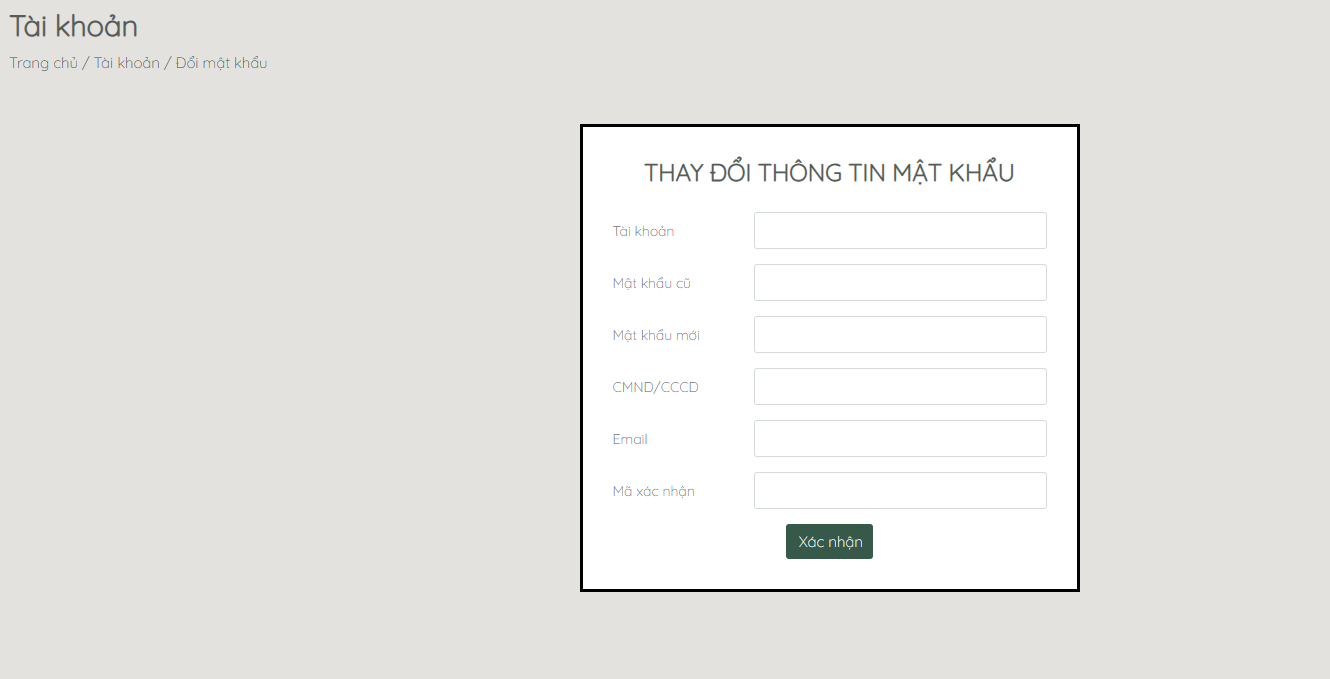 Tài khoản
Trang chủ / Tài khoản / Đổi mật khẩu
THAY ĐỔI THÔNG TIN MẬT KHẨU
Tài khoản
Mật khẩu cũ
Mật khẩu mới
CMND/CCCD
Email
Mã xác nhận
Xác nhận